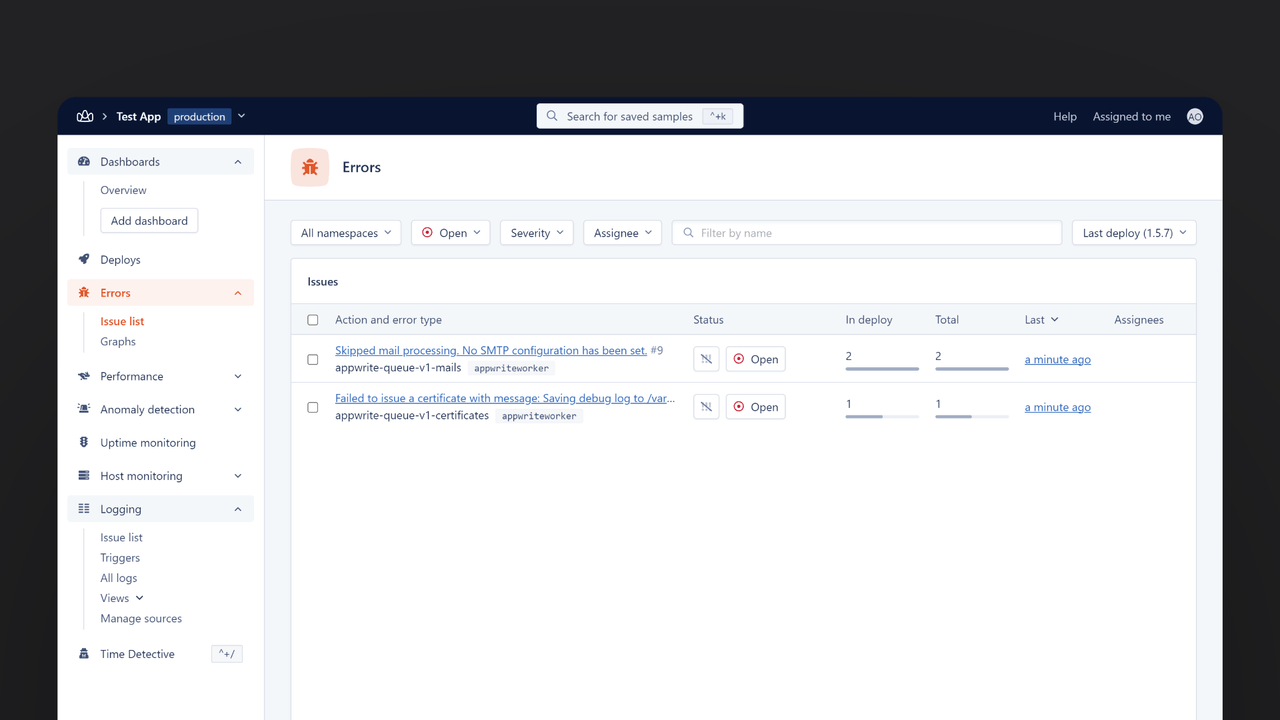 Test App production
Search for saved samples ^+k
Help Assigned to me AO
Dashboards
Overview
Add dashboard
Deploys
Errors
Issue list
Graphs
Performance
Anomaly detection
Uptime monitoring
Host monitoring
Logging
Issue list
Triggers
All logs
Views
Manage sources
Time Detective ^+/
Errors
All namespaces Open Severity Assignee Filter by name Last deploy (1.5.7)
Issues
Action and error type Status In deploy Total Last Assignees
Skipped mail processing. No SMTP configuration has been set. #9 Open 2 2 a minute ago
appwrite-queue-v1-mails appwriteworker
Failed to issue a certificate with message: Saving debug log to /var… Open 1 1 a minute ago
appwrite-queue-v1-certificates appwriteworker